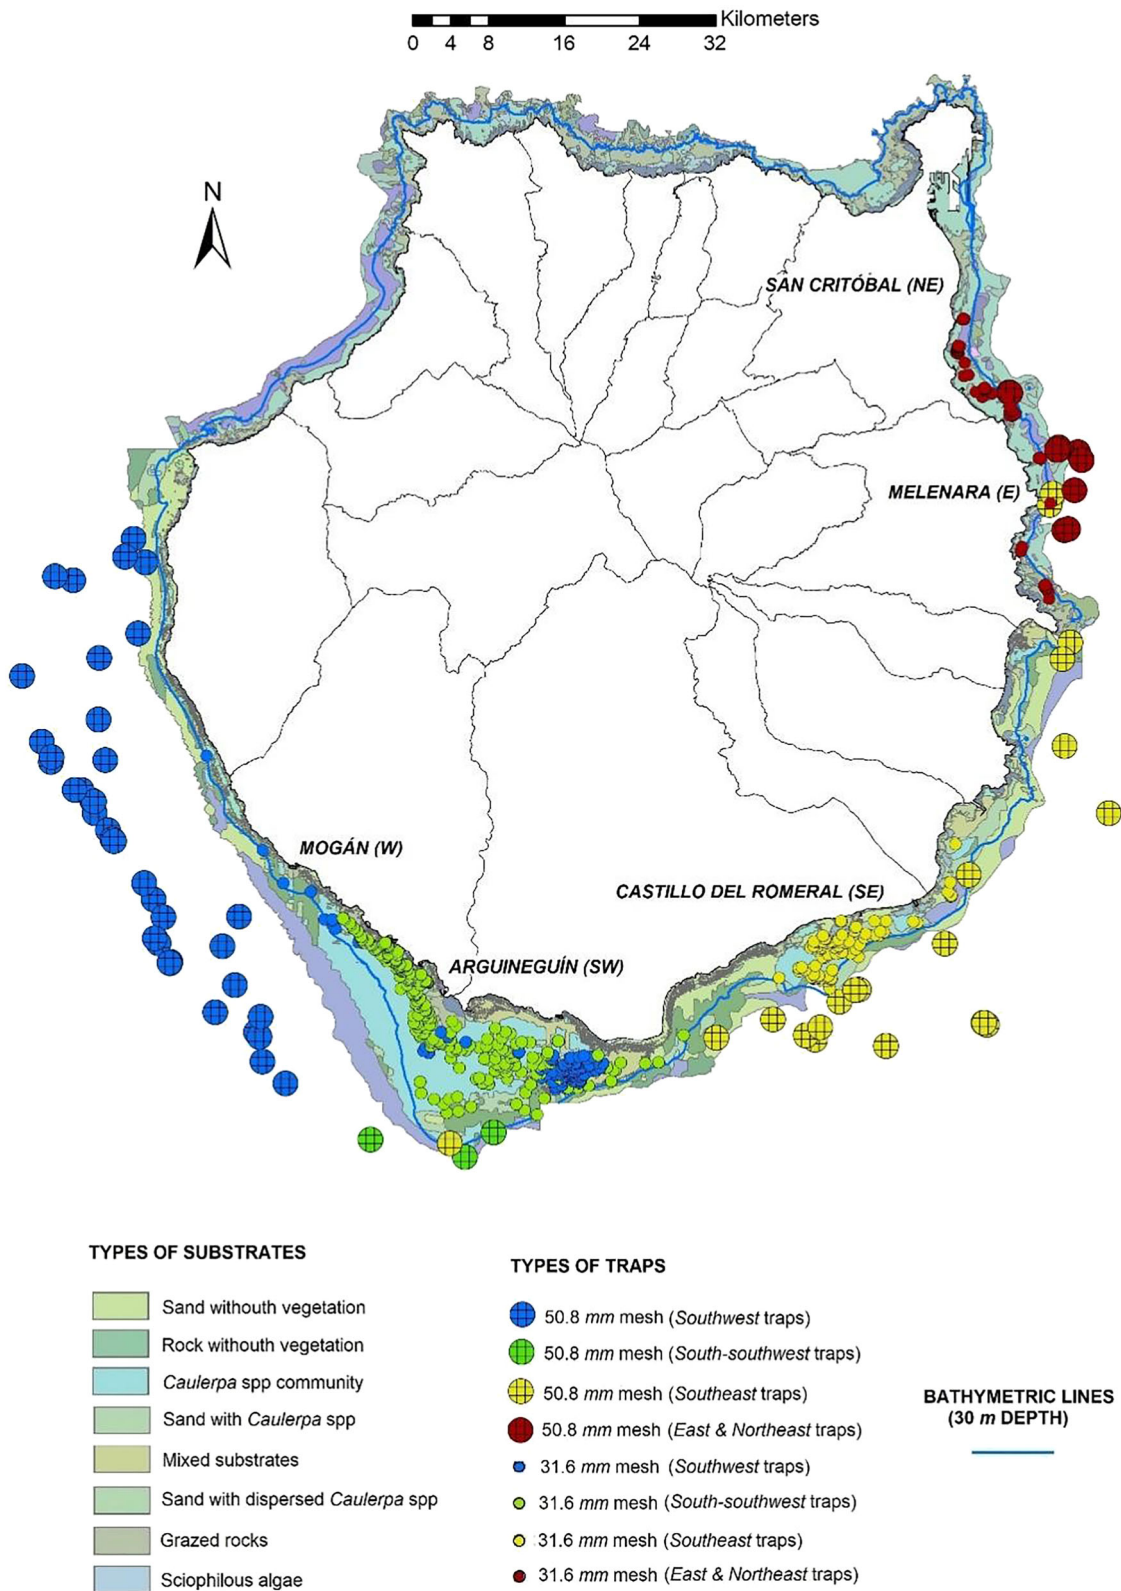 Kilometers
0 4 8 16 24 32
N
SAN CRITÓBAL (NE)
MELENARA (E)
MOGÁN (W)
CASTILLO DEL ROMERAL (SE)
ARGUINEGUÍN (SW)
TYPES OF SUBSTRATES
Sand withouth vegetation
Rock withouth vegetation
Caulerpa spp community
Sand with Caulerpa spp
Mixed substrates
Sand with dispersed Caulerpa spp
Grazed rocks
Sciophilous algae
TYPES OF TRAPS
50.8 mm mesh (Southwest traps)
50.8 mm mesh (South-southwest traps)
50.8 mm mesh (Southeast traps)
50.8 mm mesh (East & Northeast traps)
31.6 mm mesh (Southwest traps)
31.6 mm mesh (South-southwest traps)
31.6 mm mesh (Southeast traps)
31.6 mm mesh (East & Northeast traps)
BATHYMETRIC LINES
(30 m DEPTH)